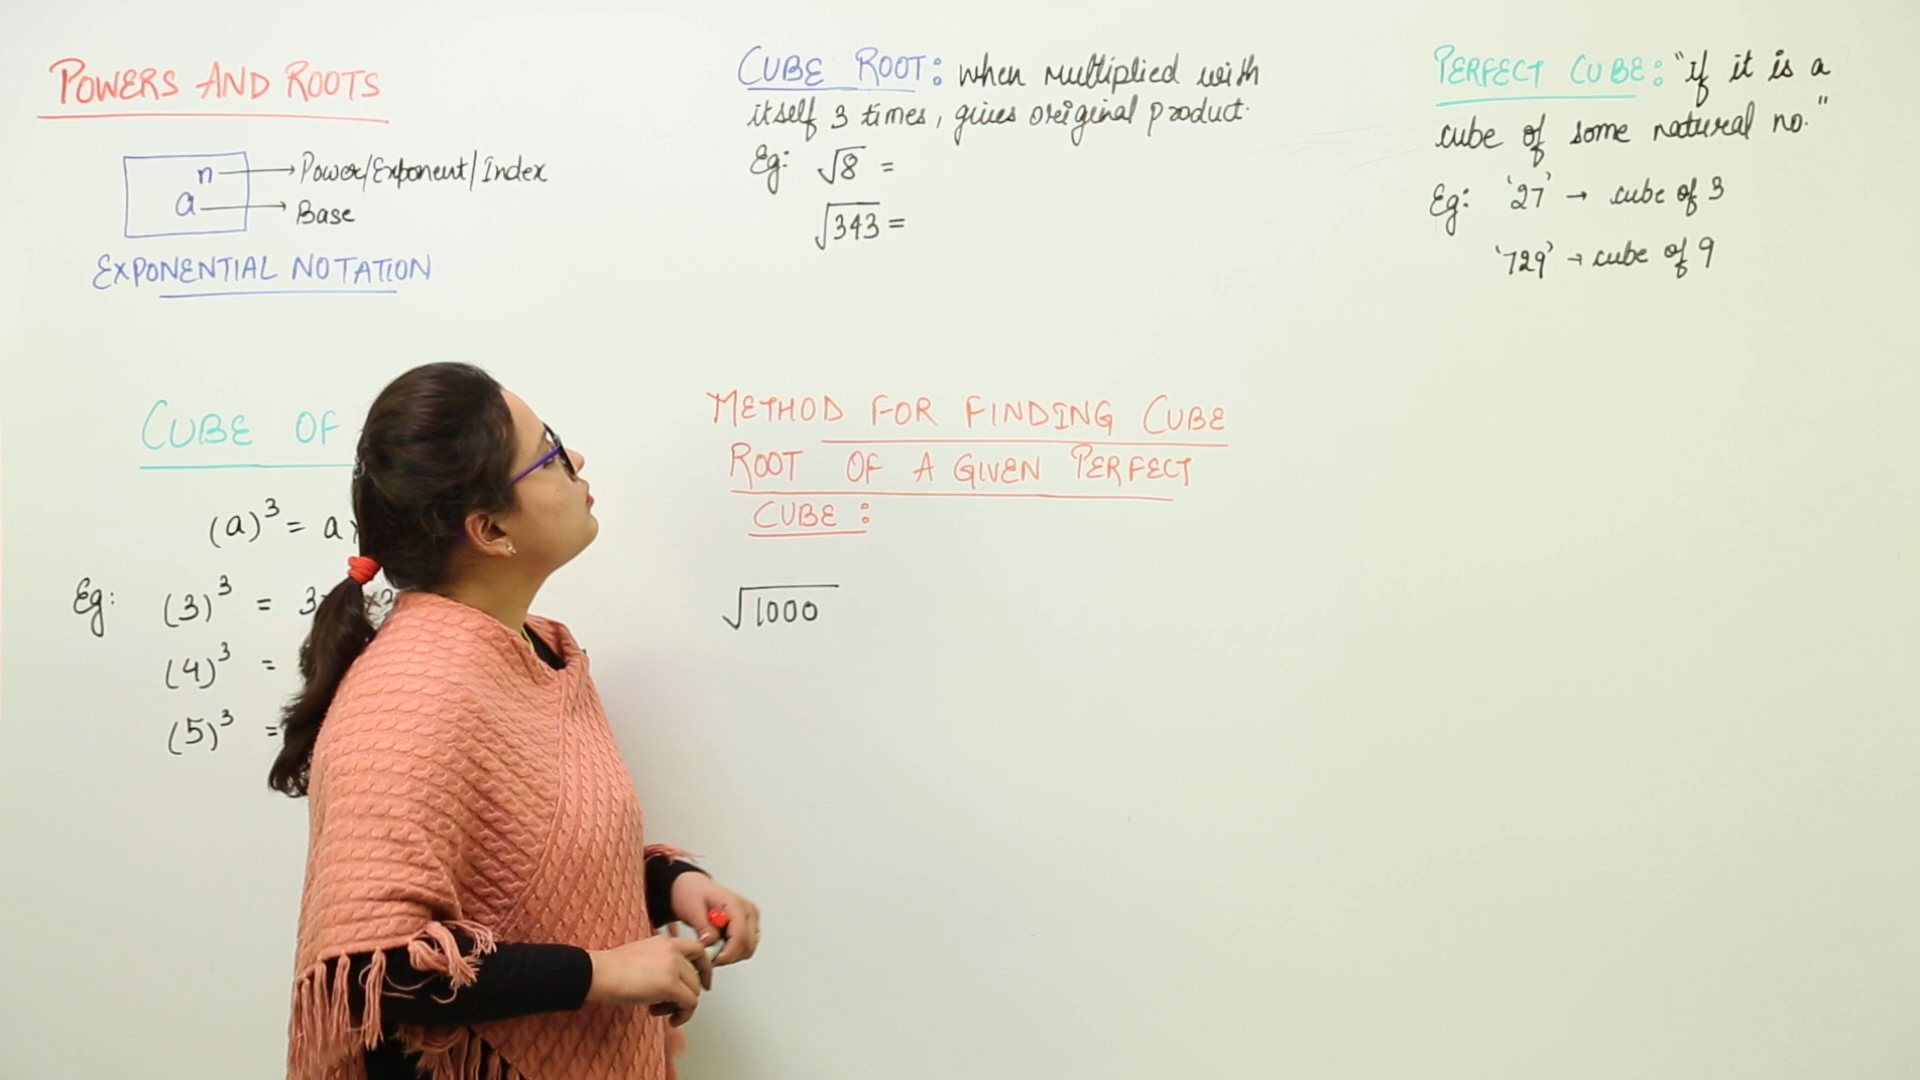 POWERS AND ROOTS
n → Power/Exponent/Index
a → Base
EXPONENTIAL NOTATION
CUBE OF
(a)³ = a
Eg: (3)³ = 3
(4)³ =
(5)³ =
CUBE ROOT: when multiplied with
itself 3 times, gives original product.
Eg: √8 =
√343 =
METHOD FOR FINDING CUBE
ROOT OF A GIVEN PERFECT
CUBE:
√1000
PERFECT CUBE: "if it is a
cube of some natural no."
Eg: '27' → cube of 3
'729' → cube of 9